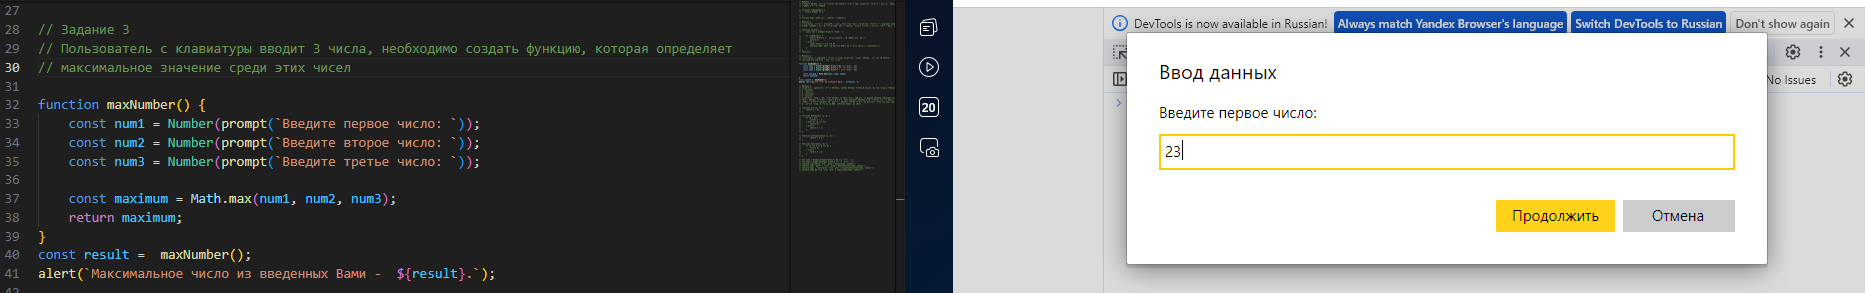 27
28 // Задание 3
29 // Пользователь с клавиатуры вводит 3 числа, необходимо создать функцию, которая определяет
30 // максимальное значение среди этих чисел
31
32 function maxNumber() {
33 const num1 = Number(prompt(`Введите первое число: `));
34 const num2 = Number(prompt(`Введите второе число: `));
35 const num3 = Number(prompt(`Введите третье число: `));
36
37 const maximum = Math.max(num1, num2, num3);
38 return maximum;
39 }
40 const result =  maxNumber();
41 alert(`Максимальное число из введенных Вами -  ${result}.`);
42
20
DevTools is now available in Russian! Always match Yandex Browser's language Switch DevTools to Russian Don't show again
No Issues
Ввод данных
Введите первое число:
23
Продолжить Отмена